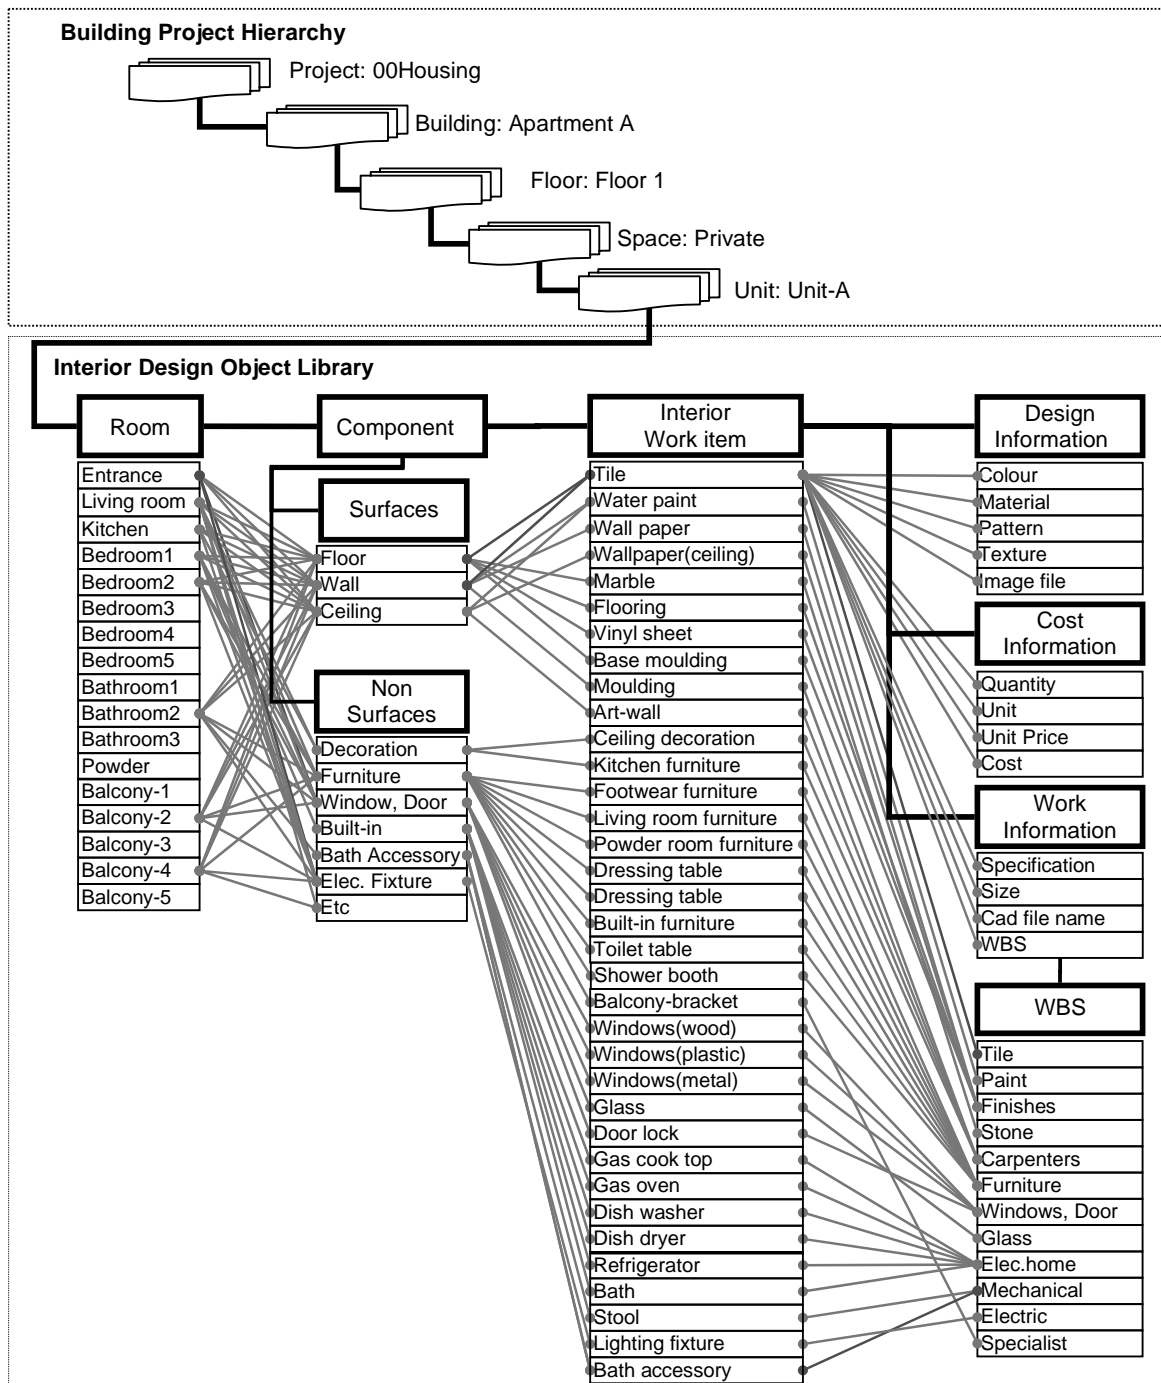 Building Project Hierarchy
Project: 00Housing
Building: Apartment A
Floor: Floor 1
Space: Private
Unit: Unit-A
Interior Design Object Library
Room
Entrance
Living room
Kitchen
Bedroom1
Bedroom2
Bedroom3
Bedroom4
Bedroom5
Bathroom1
Bathroom2
Bathroom3
Powder
Balcony-1
Balcony-2
Balcony-3
Balcony-4
Balcony-5
Component
Surfaces
Floor
Wall
Ceiling
Non
Surfaces
Decoration
Furniture
Window, Door
Built-in
Bath Accessory
Elec. Fixture
Etc
Interior
Work item
Tile
Water paint
Wall paper
Wallpaper(ceiling)
Marble
Flooring
Vinyl sheet
Base moulding
Moulding
Art-wall
Ceiling decoration
Kitchen furniture
Footwear furniture
Living room furniture
Powder room furniture
Dressing table
Dressing table
Built-in furniture
Toilet table
Shower booth
Balcony-bracket
Windows(wood)
Windows(plastic)
Windows(metal)
Glass
Door lock
Gas cook top
Gas oven
Dish washer
Dish dryer
Refrigerator
Bath
Stool
Lighting fixture
Bath accessory
Design
Information
Colour
Material
Pattern
Texture
Image file
Cost
Information
Quantity
Unit
Unit Price
Cost
Work
Information
Specification
Size
Cad file name
WBS
WBS
Tile
Paint
Finishes
Stone
Carpenters
Furniture
Windows, Door
Glass
Elec.home
Mechanical
Electric
Specialist